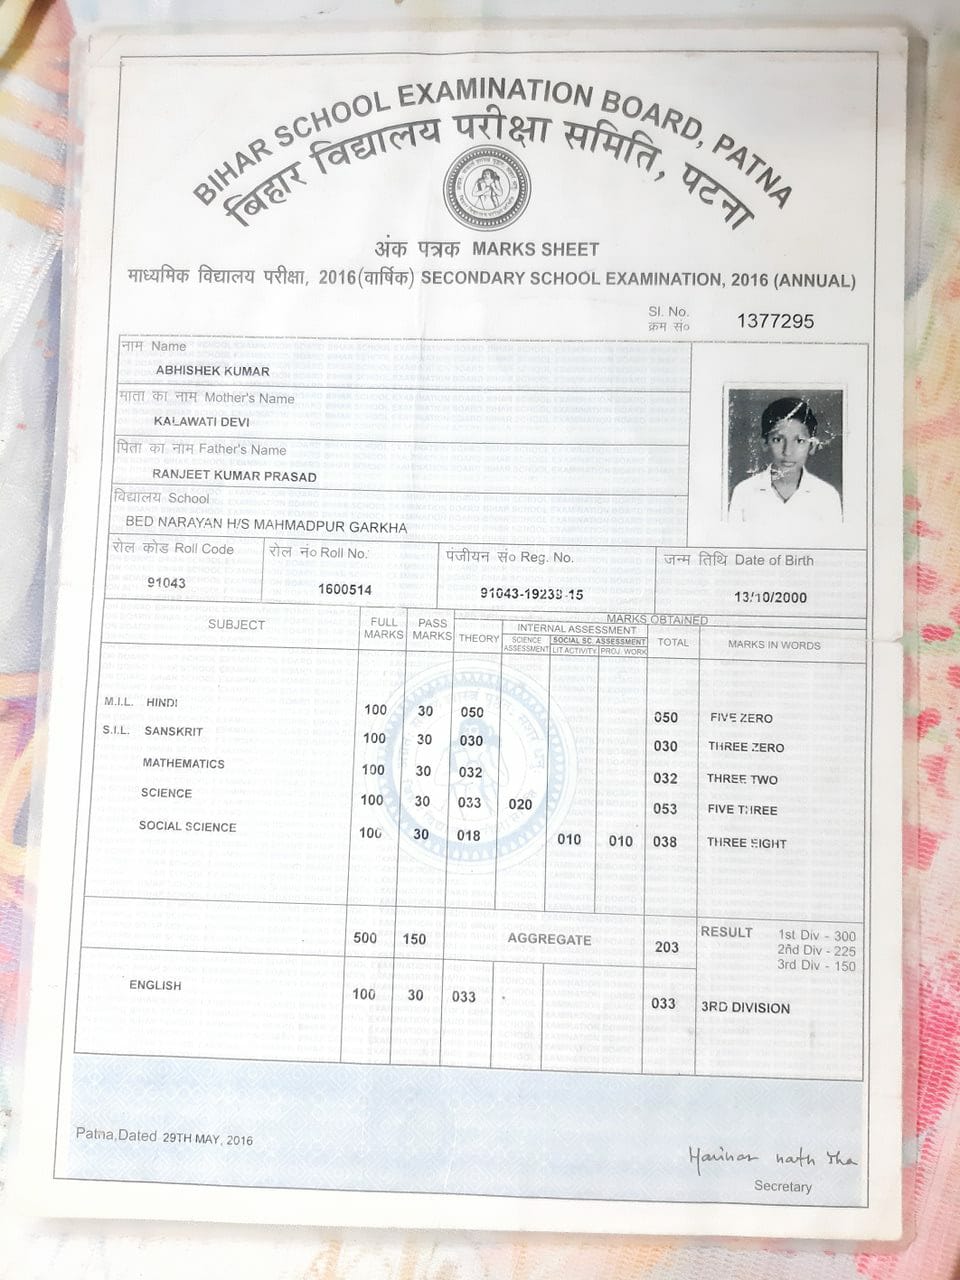 BIHAR SCHOOL EXAMINATION BOARD, PATNA
बिहार विद्यालय परीक्षा समिति, पटना
अंक पत्रक MARKS SHEET
माध्यमिक विद्यालय परीक्षा, 2016(वार्षिक) SECONDARY SCHOOL EXAMINATION, 2016 (ANNUAL)
Sl. No.
क्रम सं० 1377295
नाम Name
ABHISHEK KUMAR
माता का नाम Mother's Name
KALAWATI DEVI
पिता का नाम Father's Name
RANJEET KUMAR PRASAD
विद्यालय School
BED NARAYAN H/S MAHMADPUR GARKHA
रोल कोड Roll Code रोल नं० Roll No. पंजीयन सं० Reg. No. जन्म तिथि Date of Birth
91043 1600514 91043-19233-15 13/10/2000
SUBJECT FULL MARKS PASS MARKS MARKS OBTAINED
THEORY INTERNAL ASSESSMENT TOTAL MARKS IN WORDS
SCIENCE ASSESSMENT SOCIAL SC. ASSESSMENT
LIT ACTIVITY PROJ. WORK
M.I.L. HINDI 100 30 050 050 FIVE ZERO
S.I.L. SANSKRIT 100 30 030 030 THREE ZERO
MATHEMATICS 100 30 032 032 THREE TWO
SCIENCE 100 30 033 020 053 FIVE THREE
SOCIAL SCIENCE 100 30 018 010 010 038 THREE EIGHT
500 150 AGGREGATE 203 RESULT 1st Div - 300
2nd Div - 225
3rd Div - 150
ENGLISH 100 30 033 033 3RD DIVISION
Patna,Dated 29TH MAY, 2016
Harihar nath Jha
Secretary